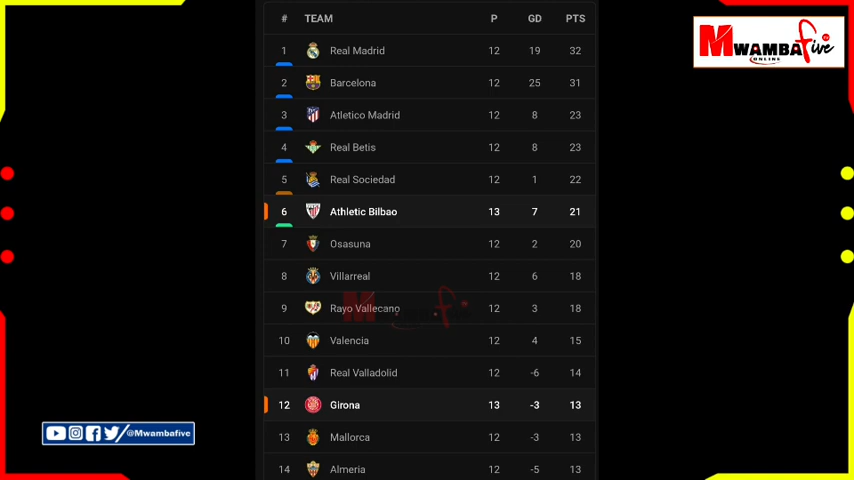 # TEAM P GD PTS
MWAMBAFive
ONLINE
1 Real Madrid 12 19 32
2 Barcelona 12 25 31
3 Atletico Madrid 12 8 23
4 Real Betis 12 8 23
5 Real Sociedad 12 1 22
6 Athletic Bilbao 13 7 21
7 Osasuna 12 2 20
8 Villarreal 12 6 18
9 Rayo Vallecano 12 3 18
10 Valencia 12 4 15
11 Real Valladolid 12 -6 14
12 Girona 13 -3 13
13 Mallorca 12 -3 13
14 Almeria 12 -5 13
/@Mwambafive